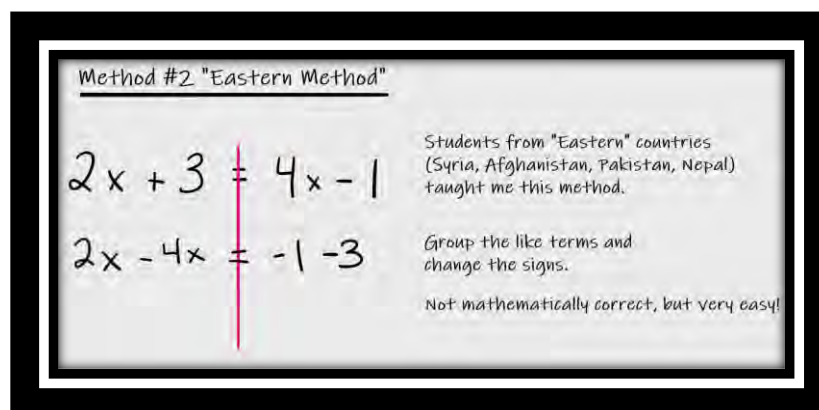 Method #2 "Eastern Method"
2x + 3 = 4x - 1
2x - 4x = -1 -3
Students from "Eastern" countries
(Syria, Afghanistan, Pakistan, Nepal)
taught me this method.
Group the like terms and
change the signs.
Not mathematically correct, but very easy!